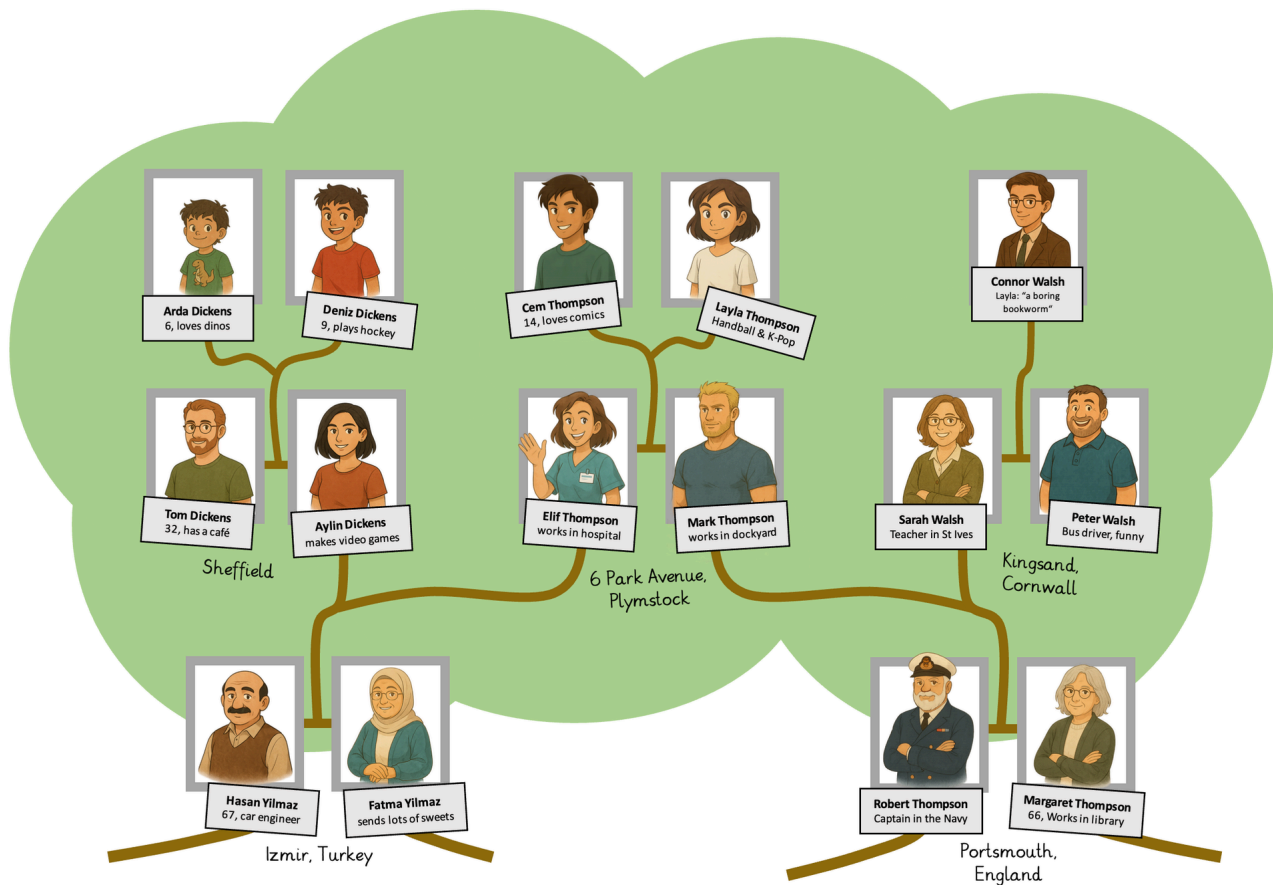 Arda Dickens
6, loves dinos
Deniz Dickens
9, plays hockey
Cem Thompson
14, loves comics
Layla Thompson
Handball & K-Pop
Connor Walsh
Layla: “a boring
bookworm”
Tom Dickens
32, has a café
Aylin Dickens
makes video games
Sheffield
Elif Thompson
works in hospital
Mark Thompson
works in dockyard
6 Park Avenue,
Plymstock
Sarah Walsh
Teacher in St Ives
Peter Walsh
Bus driver, funny
Kingsand,
Cornwall
Hasan Yilmaz
67, car engineer
Fatma Yilmaz
sends lots of sweets
Izmir, Turkey
Robert Thompson
Captain in the Navy
Margaret Thompson
66, Works in library
Portsmouth,
England